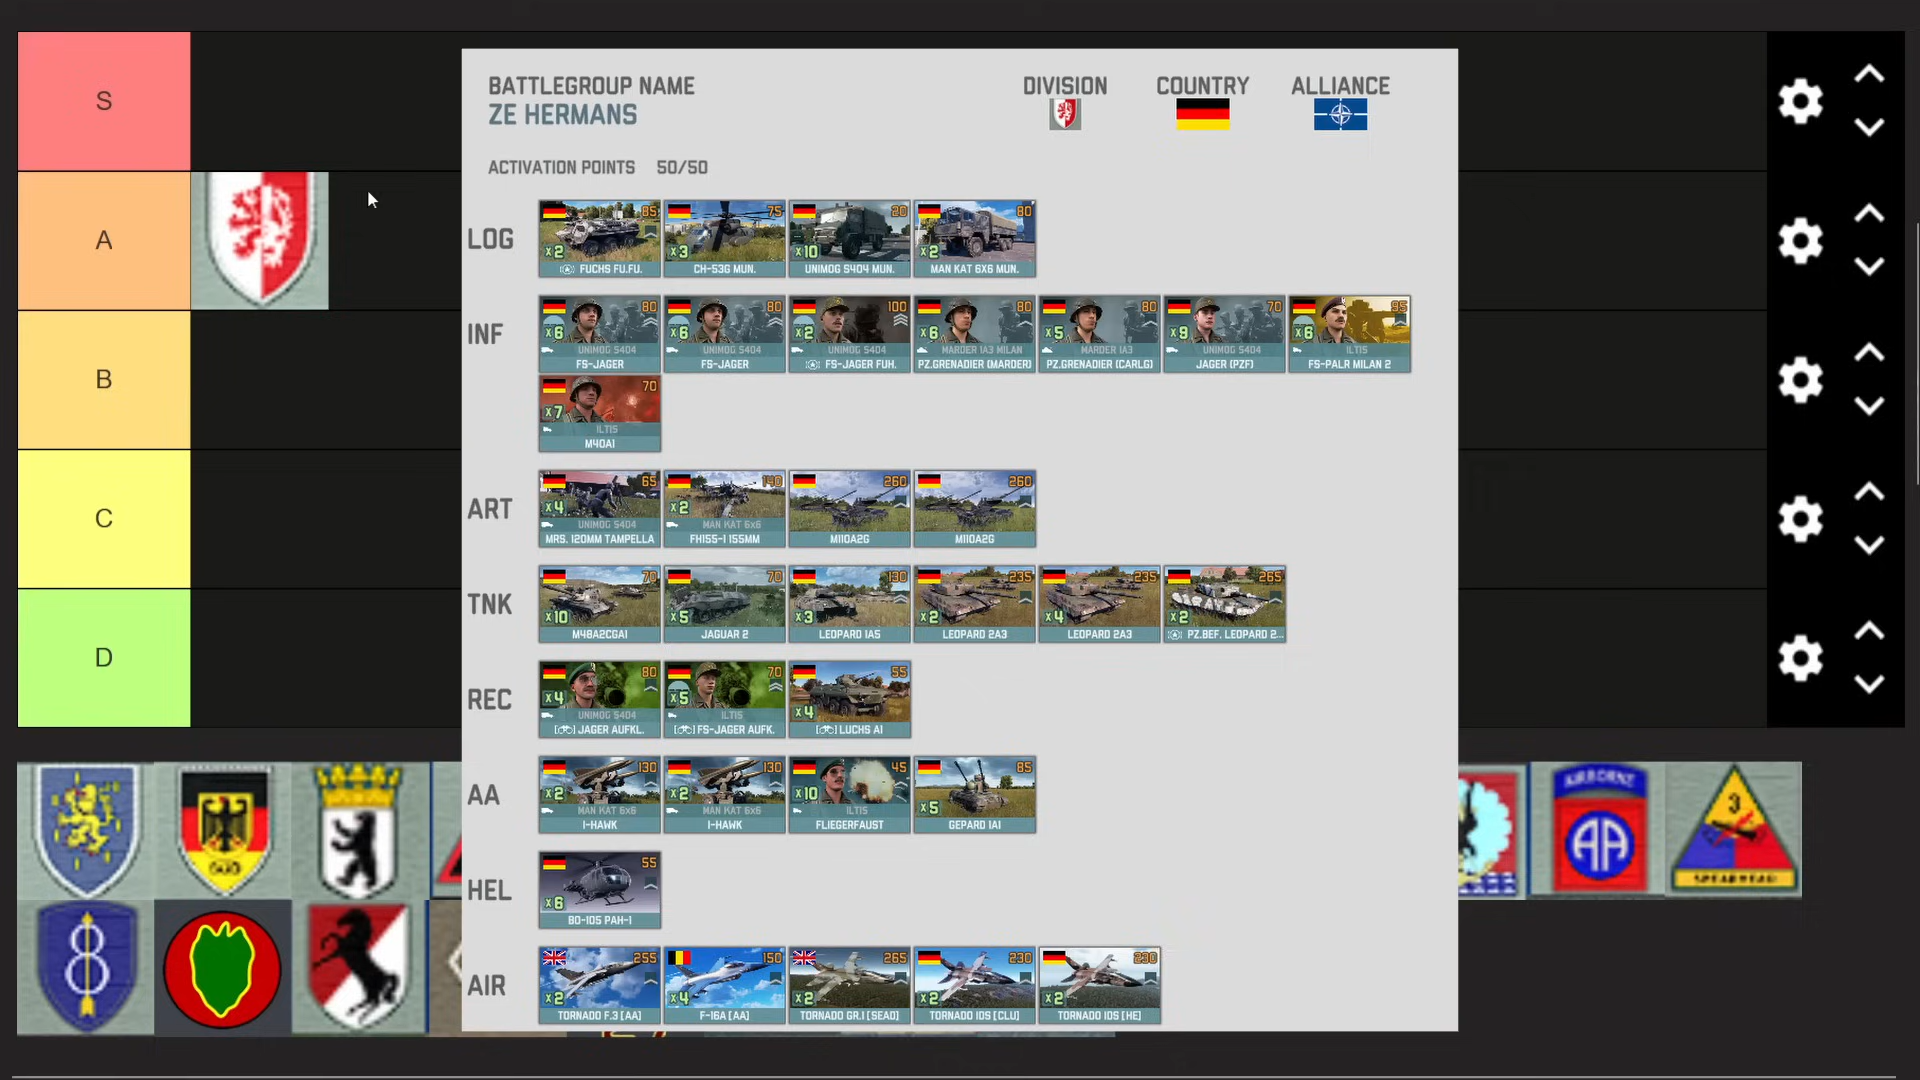 S
A
B
C
D
BATTLEGROUP NAME
ZE HERMANS
DIVISION COUNTRY ALLIANCE
ACTIVATION POINTS 50/50
LOG
85 75 20 80
x2 x3 x10 x2
FUCHS FU.FU. CH-53G MUN. UNIMOG S404 MUN. MAN KAT 6X6 MUN.
INF
80 80 100 80 80 70 95
x6 x6 x2 x6 x5 x9 x6
UNIMOG S404 UNIMOG S404 UNIMOG S404 MARDER 1A3 MILAN MARDER 1A3 UNIMOG S404 ILTIS
FS-JAGER FS-JAGER FS-JAGER FUH. PZ.GRENADIER (MARDER) PZ.GRENADIER (CARLG) JAGER (PZF) FS-PALR MILAN 2
70
x7
ILTIS
M40A1
ART
65 140 260 260
x4 x2
UNIMOG S404 MAN KAT 6x6
MRS. 120MM TAMPELLA FH155-1 155MM M110A2G M110A2G
TNK
70 70 130 235 235 265
x10 x5 x3 x2 x4 x2
M48A2CGA1 JAGUAR 2 LEOPARD 1A5 LEOPARD 2A3 LEOPARD 2A3 PZ.BEF. LEOPARD 2...
REC
80 70 55
x4 x5 x4
UNIMOG S404 ILTIS
JAGER AUFKL. FS-JAGER AUFK. LUCHS A1
AA
130 130 45 85
x2 x2 x10 x5
MAN KAT 6x6 MAN KAT 6x6 ILTIS
I-HAWK I-HAWK FLIEGERFAUST GEPARD 1A1
HEL
55
x6
BO-105 PAH-1
AIR
255 150 265 230 230
x2 x4 x2 x2 x2
TORNADO F.3 [AA] F-16A [AA] TORNADO GR.1 [SEAD] TORNADO IDS [CLU] TORNADO IDS [HE]
AIRBORNE
AA
3
SPEARHEAD